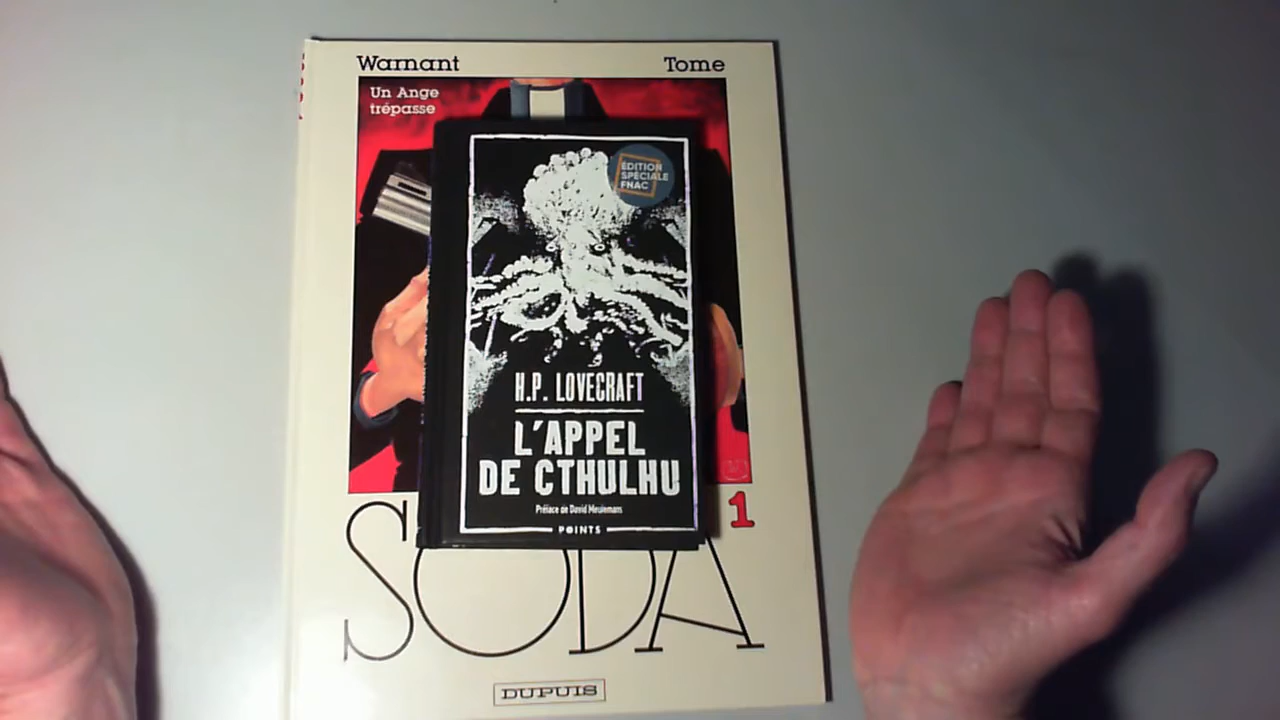 Warnant
Tome
Un Ange
trépasse
ÉDITION
SPÉCIALE
FNAC
H.P. LOVECRAFT
L'APPEL
DE CTHULHU
Préface de David Meulemans
POINTS
1
SODA
DUPUIS